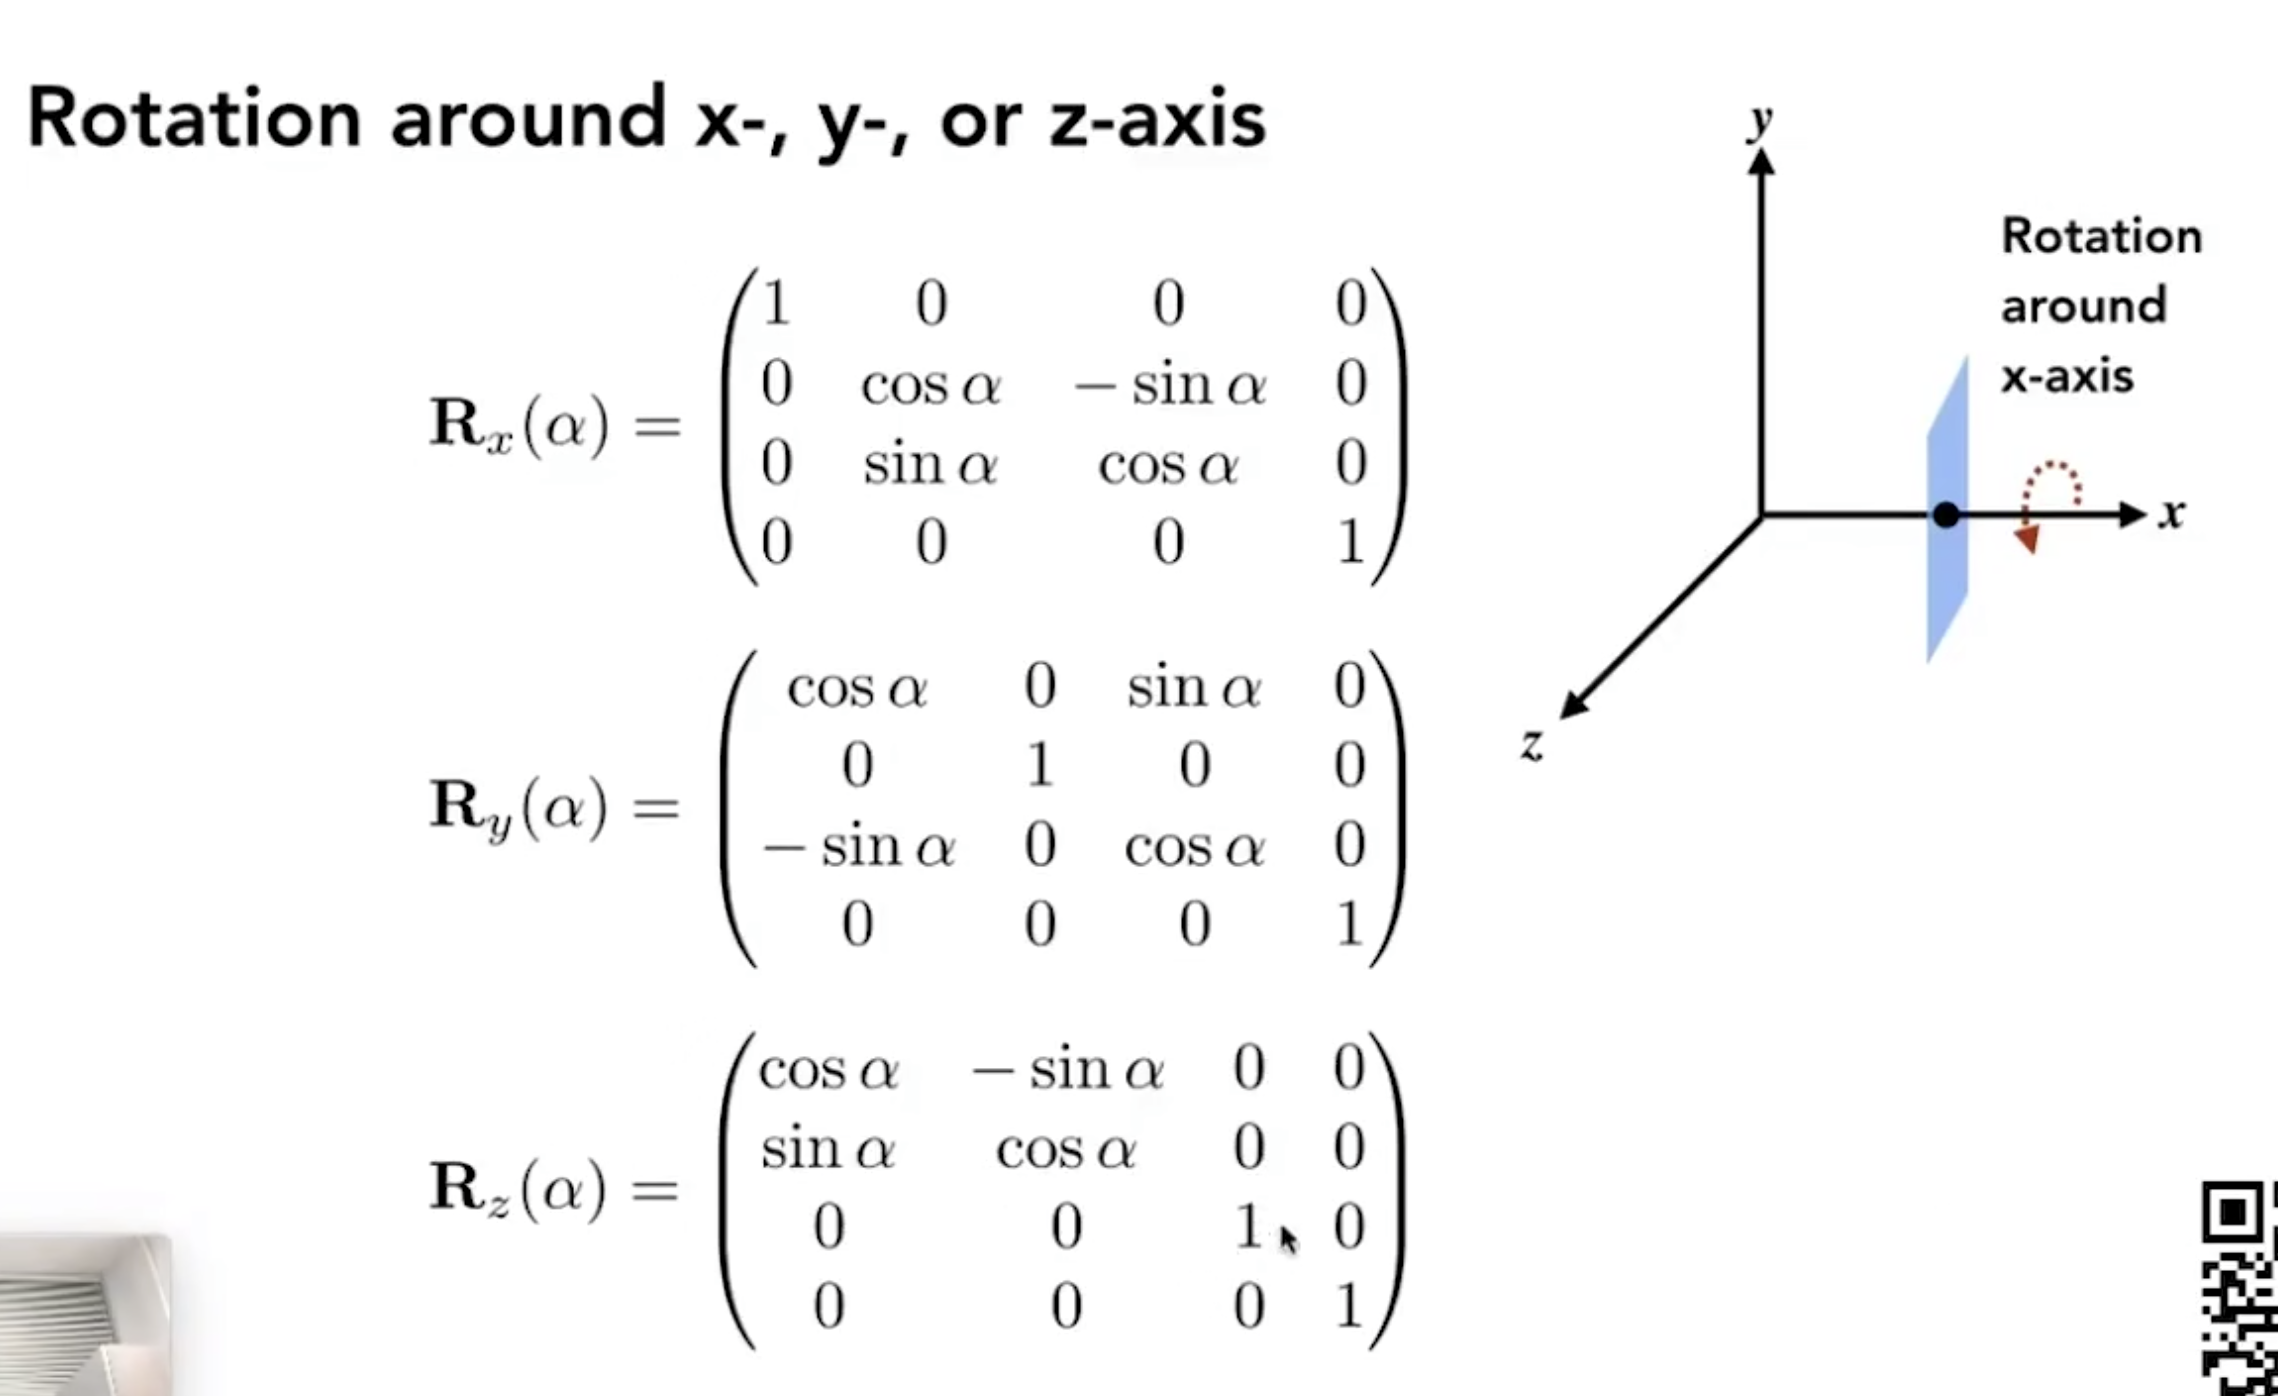 Rotation around x-, y-, or z-axis
R_x(α) =
1 0 0 0
0 cos α − sin α 0
0 sin α cos α 0
0 0 0 1
R_y(α) =
cos α 0 sin α 0
0 1 0 0
− sin α 0 cos α 0
0 0 0 1
R_z(α) =
cos α − sin α 0 0
sin α cos α 0 0
0 0 1 0
0 0 0 1
y
Rotation
around
x-axis
x
z